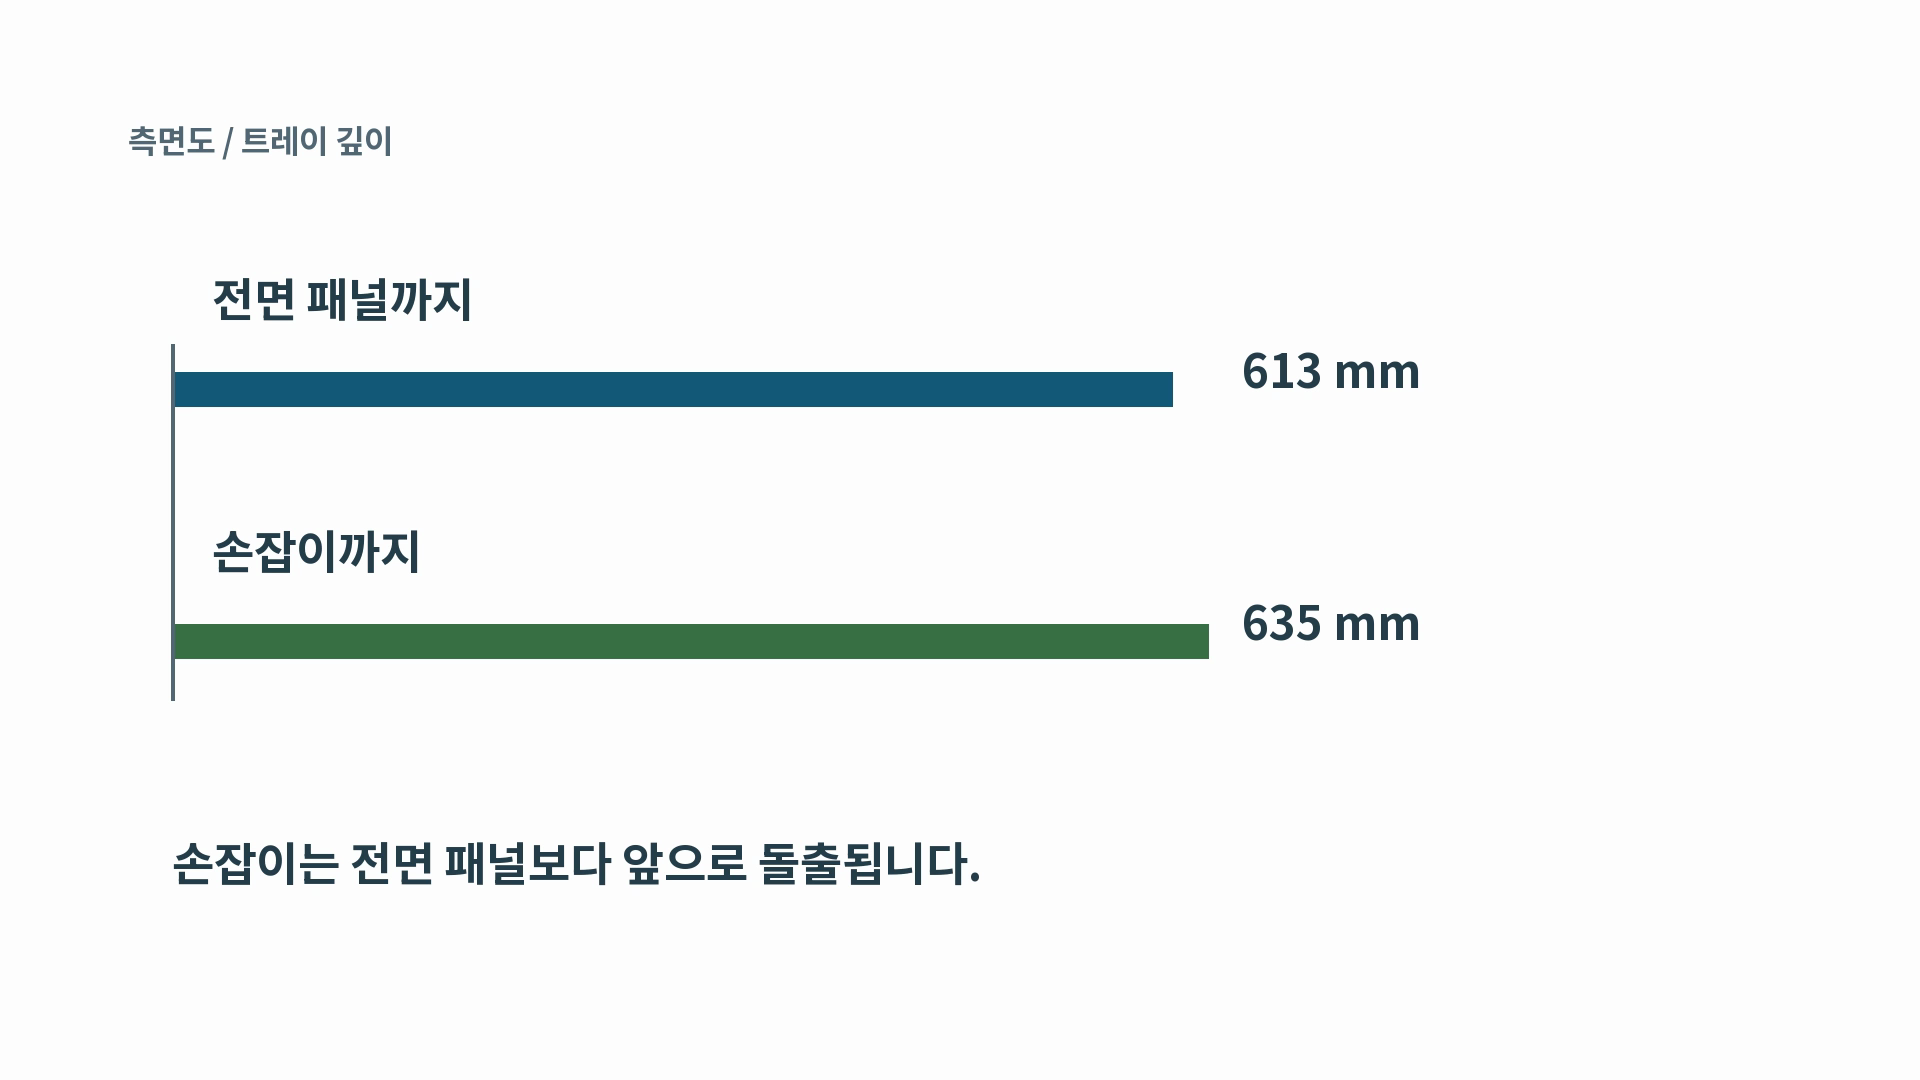 측면도 / 트레이 깊이
전면 패널까지
613 mm
손잡이까지
635 mm
손잡이는 전면 패널보다 앞으로 돌출됩니다.